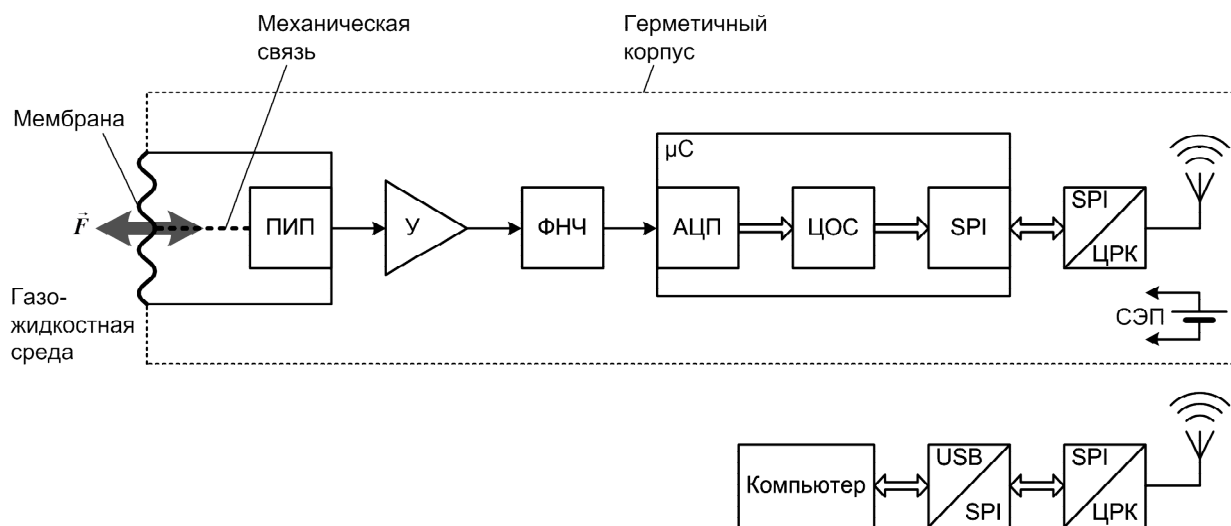 Механическая
связь
Герметичный
корпус
Мембрана
μC
F
ПИП
У
ФНЧ
АЦП
ЦОС
SPI
SPI
ЦРК
Газо-
жидкостная
среда
СЭП
Компьютер
USB
SPI
SPI
ЦРК